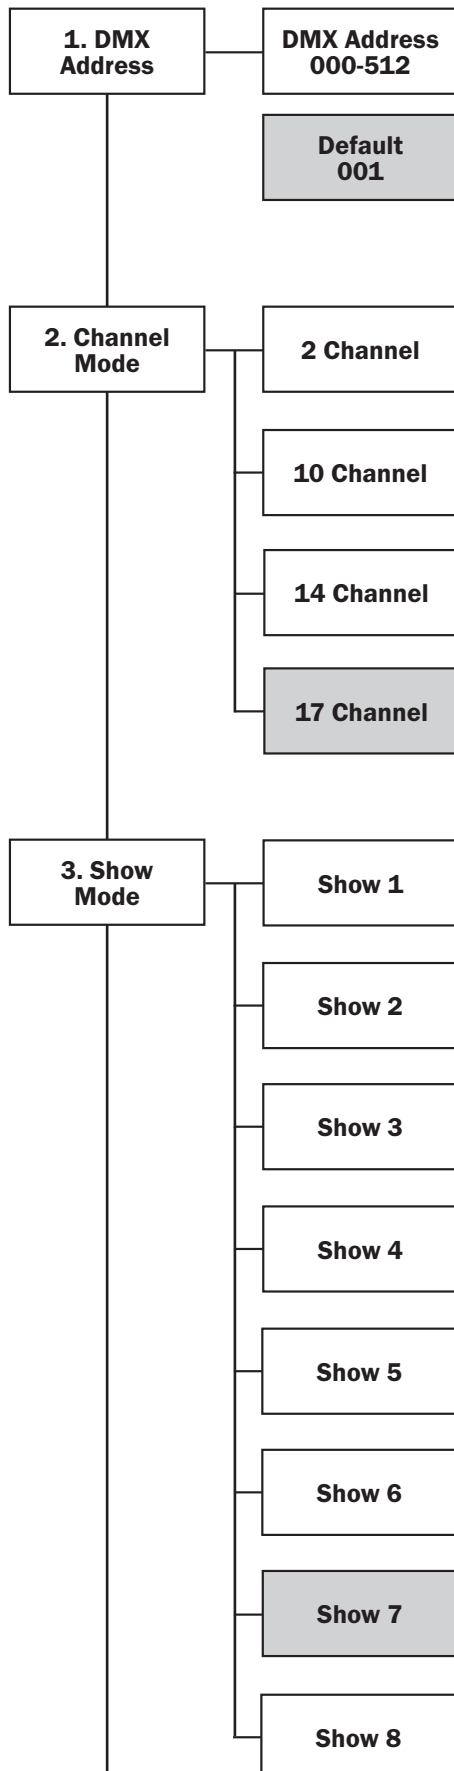 1. DMX
Address
DMX Address
000-512
Default
001
2. Channel
Mode
2 Channel
10 Channel
14 Channel
17 Channel
3. Show
Mode
Show 1
Show 2
Show 3
Show 4
Show 5
Show 6
Show 7
Show 8